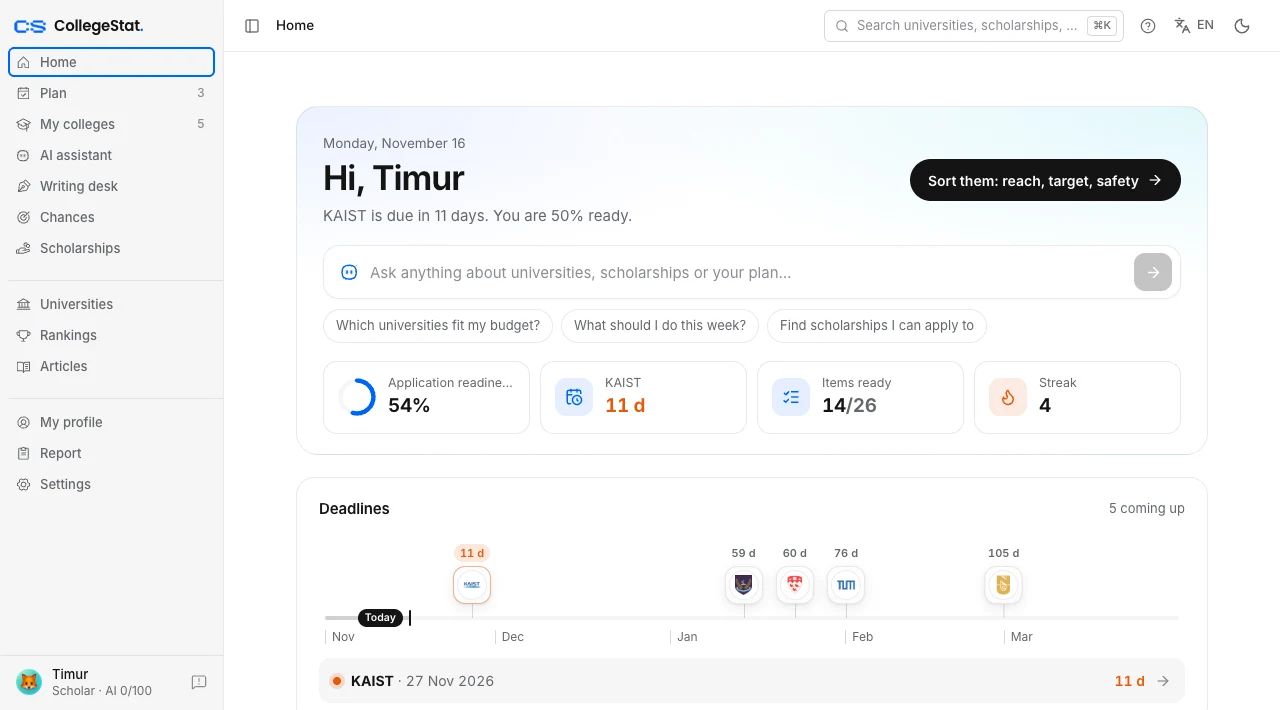 CS CollegeStat.
Home
Plan 3
My colleges 5
AI assistant
Writing desk
Chances
Scholarships
Universities
Rankings
Articles
My profile
Report
Settings
Timur
Scholar · AI 0/100
Home
Search universities, scholarships, ... ⌘K
EN
Monday, November 16
Hi, Timur
KAIST is due in 11 days. You are 50% ready.
Sort them: reach, target, safety
Ask anything about universities, scholarships or your plan...
Which universities fit my budget?
What should I do this week?
Find scholarships I can apply to
Application readine...
54%
KAIST
11 d
Items ready
14/26
Streak
4
Deadlines
5 coming up
11 d
59 d
60 d
76 d
105 d
KAIST
TUM
Today
Nov
Dec
Jan
Feb
Mar
KAIST · 27 Nov 2026
11 d